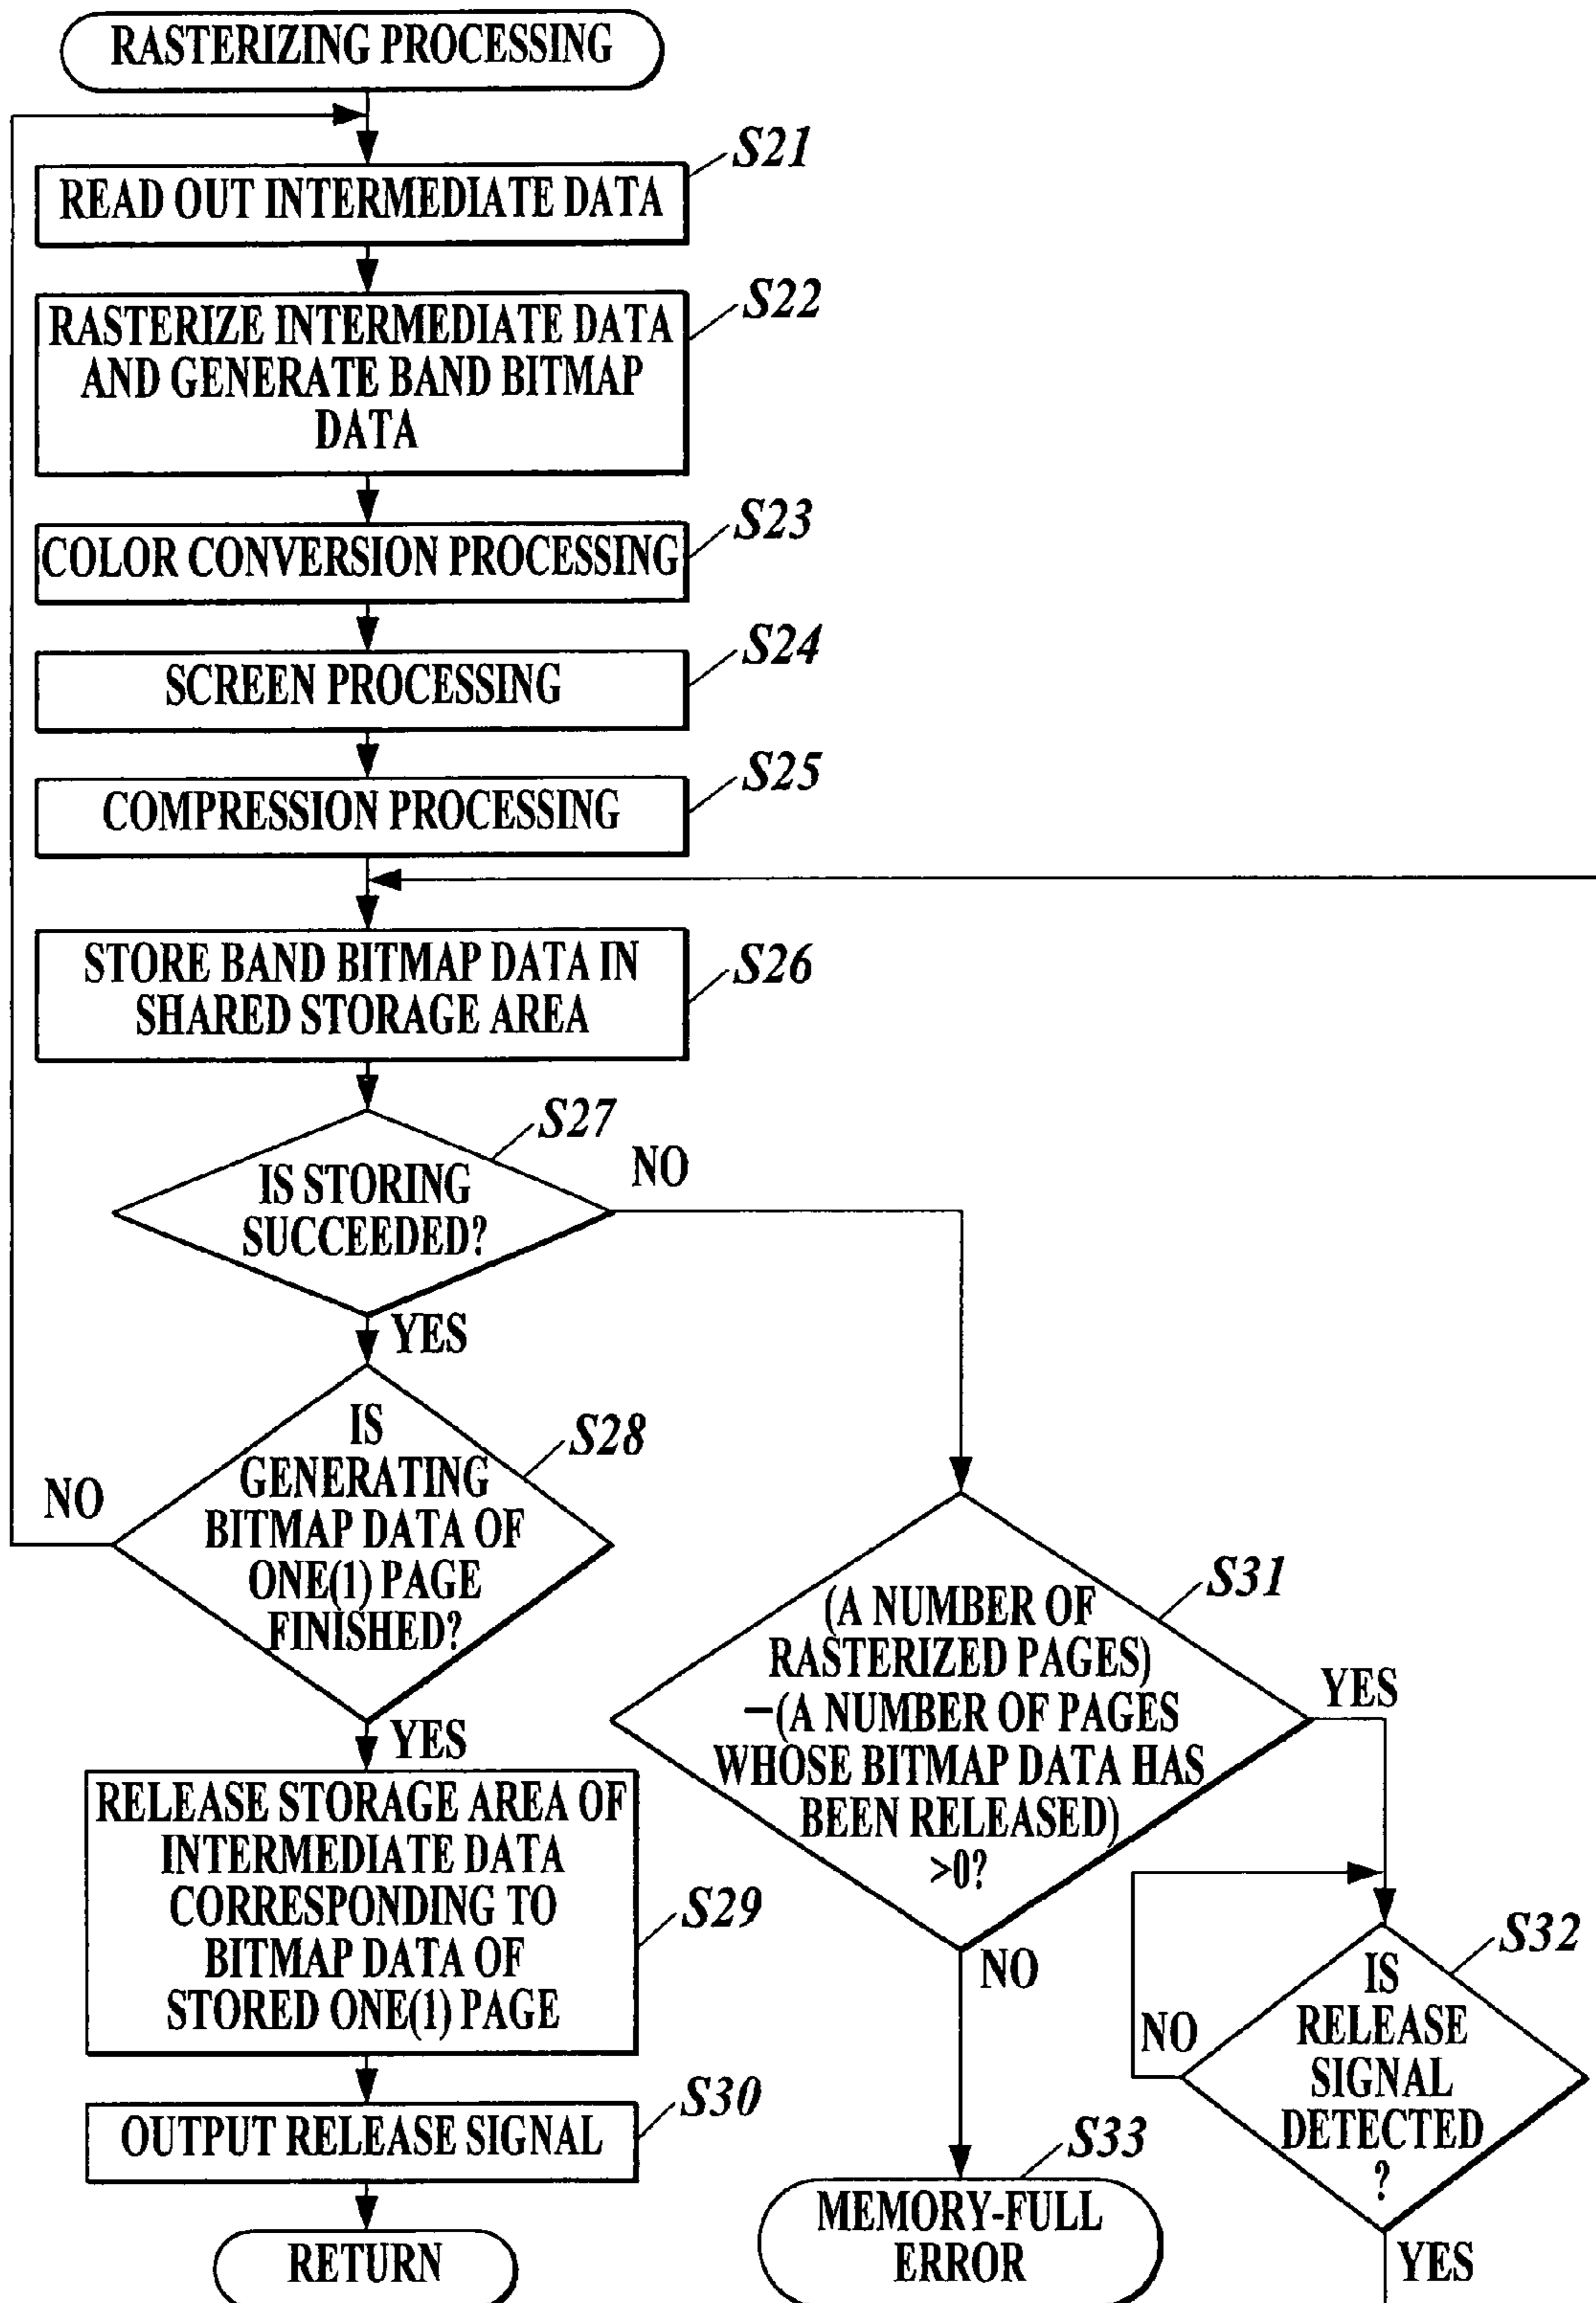 RASTERIZING PROCESSING
S21
READ OUT INTERMEDIATE DATA
S22
RASTERIZE INTERMEDIATE DATA
AND GENERATE BAND BITMAP
DATA
S23
COLOR CONVERSION PROCESSING
S24
SCREEN PROCESSING
S25
COMPRESSION PROCESSING
STORE BAND BITMAP DATA IN
SHARED STORAGE AREA
S26
S27
IS STORING
SUCCEEDED?
NO
YES
S28
IS
GENERATING
BITMAP DATA OF
ONE(1) PAGE
FINISHED?
NO
YES
RELEASE STORAGE AREA OF
INTERMEDIATE DATA
CORRESPONDING TO
BITMAP DATA OF
STORED ONE(1) PAGE
S29
S30
OUTPUT RELEASE SIGNAL
RETURN
S31
(A NUMBER OF
RASTERIZED PAGES)
−(A NUMBER OF PAGES
WHOSE BITMAP DATA HAS
BEEN RELEASED)
>0?
YES
NO
S32
IS
RELEASE
SIGNAL
DETECTED
?
NO
YES
S33
MEMORY-FULL
ERROR